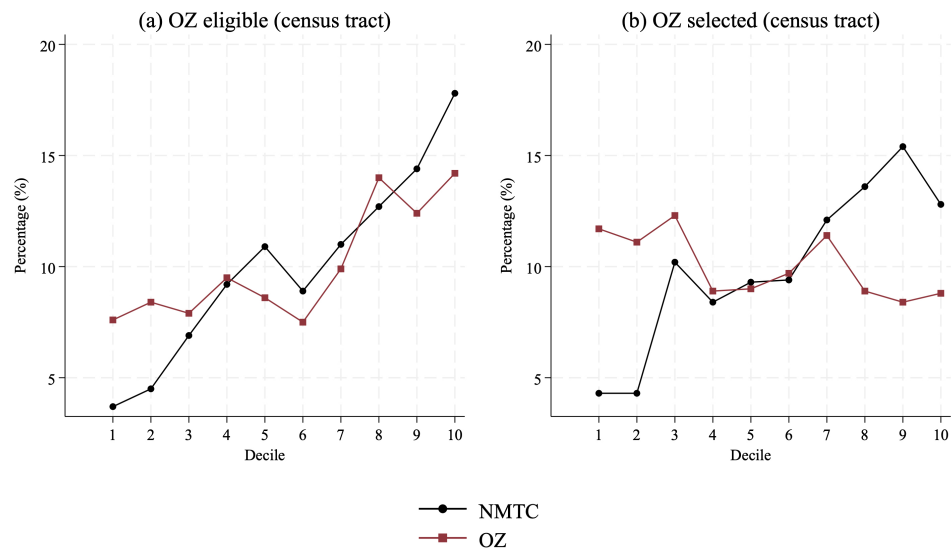 (a) OZ eligible (census tract)
20
15
10
5
Percentage (%)
1 2 3 4 5 6 7 8 9 10
Decile
(b) OZ selected (census tract)
20
15
10
5
Percentage (%)
1 2 3 4 5 6 7 8 9 10
Decile
NMTC
OZ